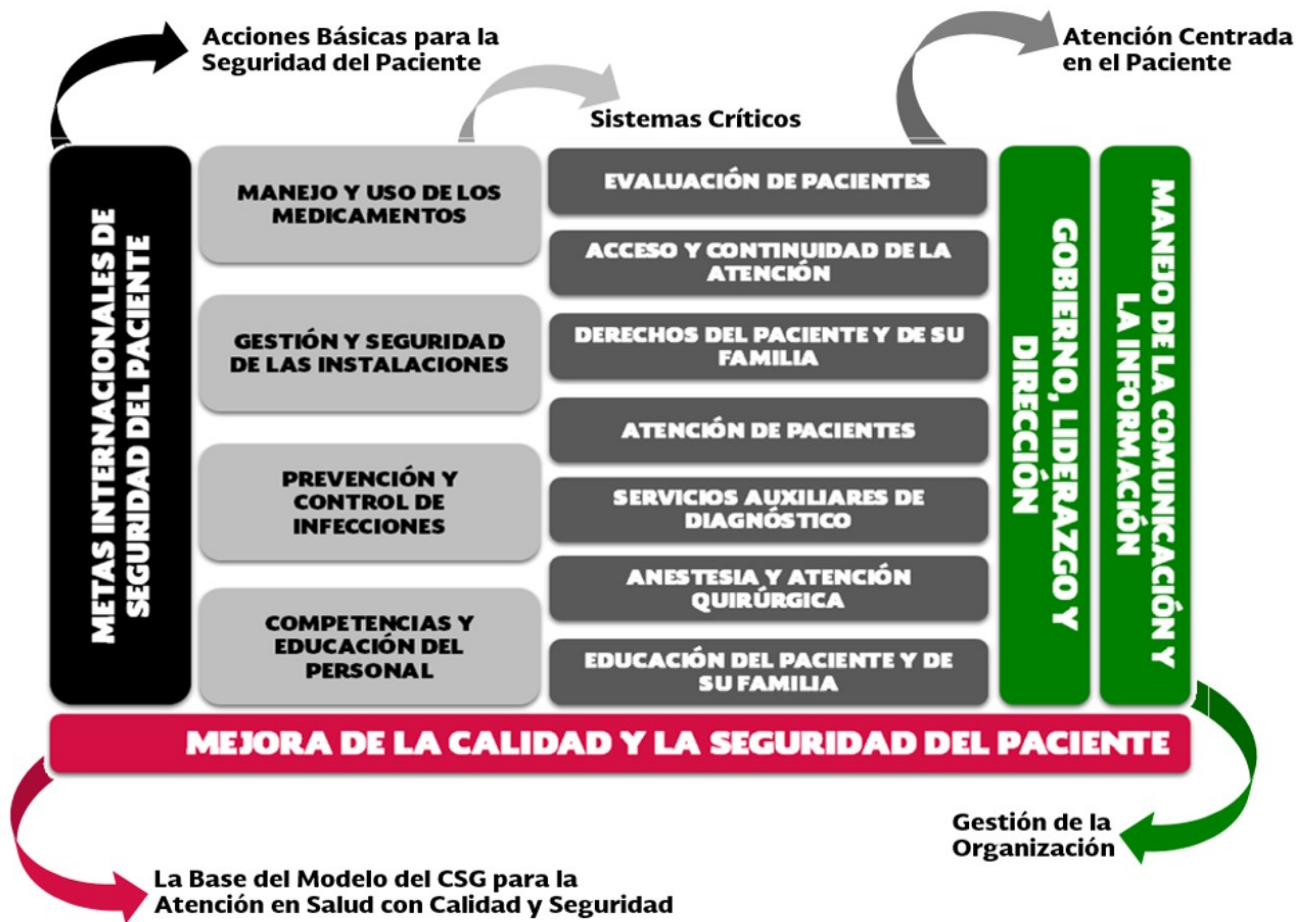 Acciones Básicas para la
Seguridad del Paciente
Atención Centrada
en el Paciente
Sistemas Críticos
METAS INTERNACIONALES DE
SEGURIDAD DEL PACIENTE
MANEJO Y USO DE LOS
MEDICAMENTOS
GESTIÓN Y SEGURIDAD
DE LAS INSTALACIONES
PREVENCIÓN Y
CONTROL DE
INFECCIONES
COMPETENCIAS Y
EDUCACIÓN DEL
PERSONAL
EVALUACIÓN DE PACIENTES
ACCESO Y CONTINUIDAD DE LA
ATENCIÓN
DERECHOS DEL PACIENTE Y DE SU
FAMILIA
ATENCIÓN DE PACIENTES
SERVICIOS AUXILIARES DE
DIAGNÓSTICO
ANESTESIA Y ATENCIÓN
QUIRÚRGICA
EDUCACIÓN DEL PACIENTE Y DE
SU FAMILIA
GOBIERNO, LIDERAZGO Y
DIRECCIÓN
MANEJO DE LA COMUNICACIÓN Y
LA INFORMACIÓN
MEJORA DE LA CALIDAD Y LA SEGURIDAD DEL PACIENTE
Gestión de la
Organización
La Base del Modelo del CSG para la
Atención en Salud con Calidad y Seguridad